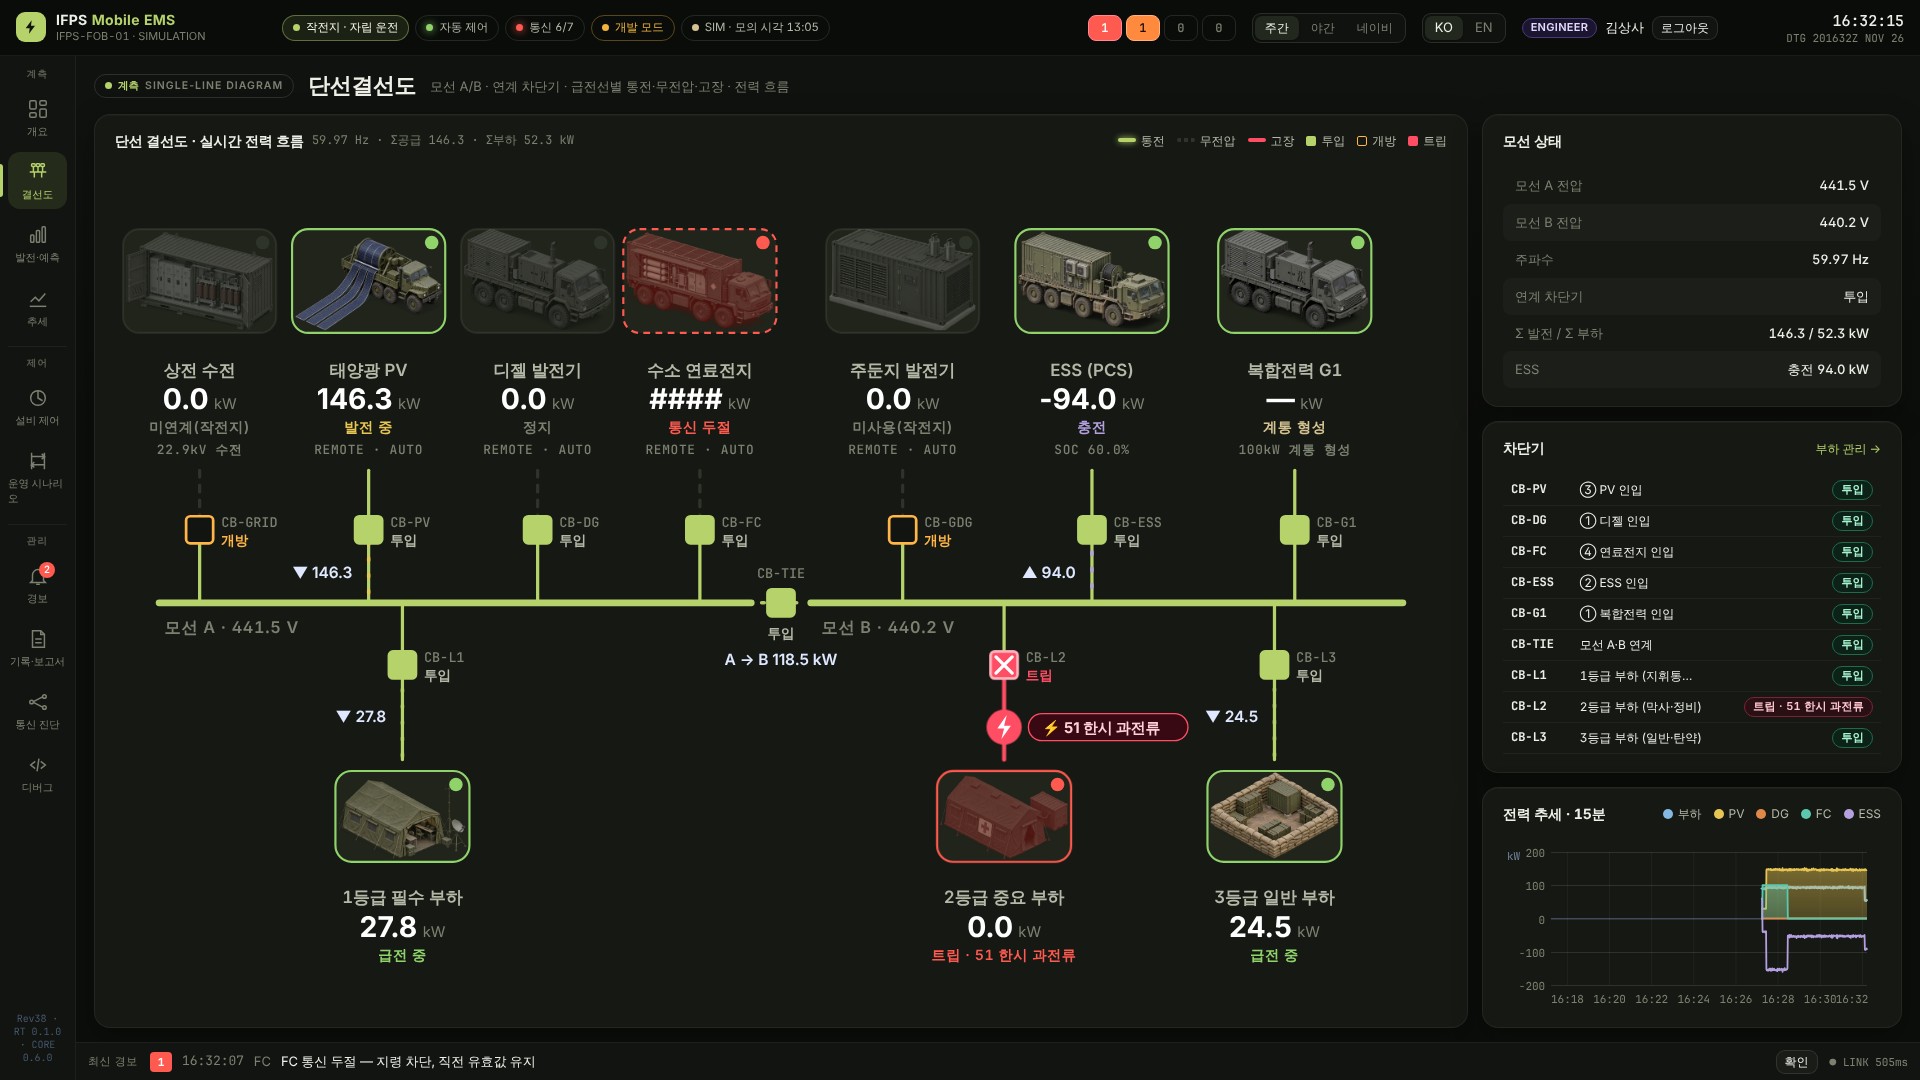 IFPS Mobile EMS
IFPS-FOB-01 · SIMULATION
작전지 · 자립 운전
자동 제어
통신 6/7
개발 모드
SIM · 모의 시각 13:05
1
1
0
0
주간
야간
네이비
KO
EN
ENGINEER
김상사
로그아웃
16:32:15
DTG 201632Z NOV 26
계측
개요
결선도
발전·예측
추세
제어
설비 제어
운영 시나리
오
관리
2
경보
기록·보고서
통신 진단
디버그
Rev38 ·
RT 0.1.0
· CORE
0.6.0
계측 SINGLE-LINE DIAGRAM
단선결선도
모선 A/B · 연계 차단기 · 급전선별 통전·무전압·고장 · 전력 흐름
단선 결선도 · 실시간 전력 흐름
59.97 Hz · Σ공급 146.3 · Σ부하 52.3 kW
통전
무전압
고장
투입
개방
트립
상전 수전
0.0 kW
미연계(작전지)
22.9kV 수전
태양광 PV
146.3 kW
발전 중
REMOTE · AUTO
디젤 발전기
0.0 kW
정지
REMOTE · AUTO
수소 연료전지
#### kW
통신 두절
REMOTE · AUTO
주둔지 발전기
0.0 kW
미사용(작전지)
REMOTE · AUTO
ESS (PCS)
-94.0 kW
충전
SOC 60.0%
복합전력 G1
— kW
계통 형성
100kW 계통 형성
CB-GRID
개방
CB-PV
투입
CB-DG
투입
CB-FC
투입
CB-GDG
개방
CB-ESS
투입
CB-G1
투입
▼ 146.3
▲ 94.0
CB-TIE
투입
모선 A · 441.5 V
모선 B · 440.2 V
A → B 118.5 kW
CB-L1
투입
CB-L2
트립
CB-L3
투입
▼ 27.8
⚡ 51 한시 과전류
▼ 24.5
1등급 필수 부하
27.8 kW
급전 중
2등급 중요 부하
0.0 kW
트립 · 51 한시 과전류
3등급 일반 부하
24.5 kW
급전 중
모선 상태
모선 A 전압 441.5 V
모선 B 전압 440.2 V
주파수 59.97 Hz
연계 차단기 투입
Σ 발전 / Σ 부하 146.3 / 52.3 kW
ESS 충전 94.0 kW
차단기
부하 관리 →
CB-PV ③ PV 인입 투입
CB-DG ① 디젤 인입 투입
CB-FC ④ 연료전지 인입 투입
CB-ESS ② ESS 인입 투입
CB-G1 ① 복합전력 인입 투입
CB-TIE 모선 A·B 연계 투입
CB-L1 1등급 부하 (지휘통... 투입
CB-L2 2등급 부하 (막사·정비) 트립 · 51 한시 과전류
CB-L3 3등급 부하 (일반·탄약) 투입
전력 추세 · 15분
부하
PV
DG
FC
ESS
kW
200
100
0
-100
-200
16:18
16:20
16:22
16:24
16:26
16:28
16:30
16:32
최신 경보
1
16:32:07
FC
FC 통신 두절 — 지령 차단, 직전 유효값 유지
확인
LINK 505ms